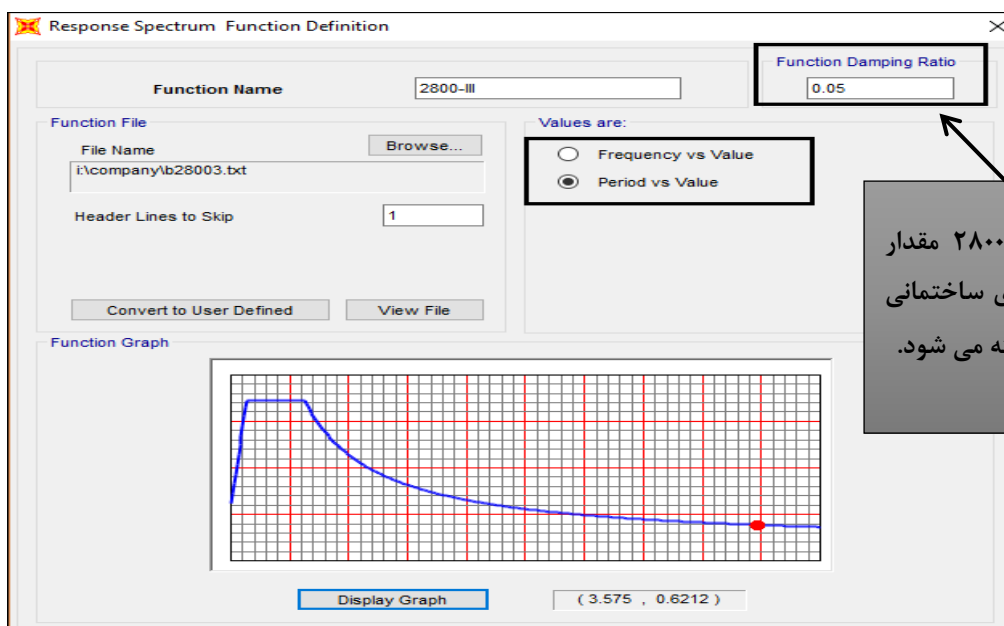 Response Spectrum Function Definition
Function Name
2800-III
Function Damping Ratio
0.05
Function File
File Name
Browse...
i:\company\b28003.txt
Header Lines to Skip
1
Convert to User Defined
View File
Values are:
Frequency vs Value
Period vs Value
۲۸۰۰ مقدار
ساختمانی
می شود.
Function Graph
Display Graph
( 3.575 , 0.6212 )